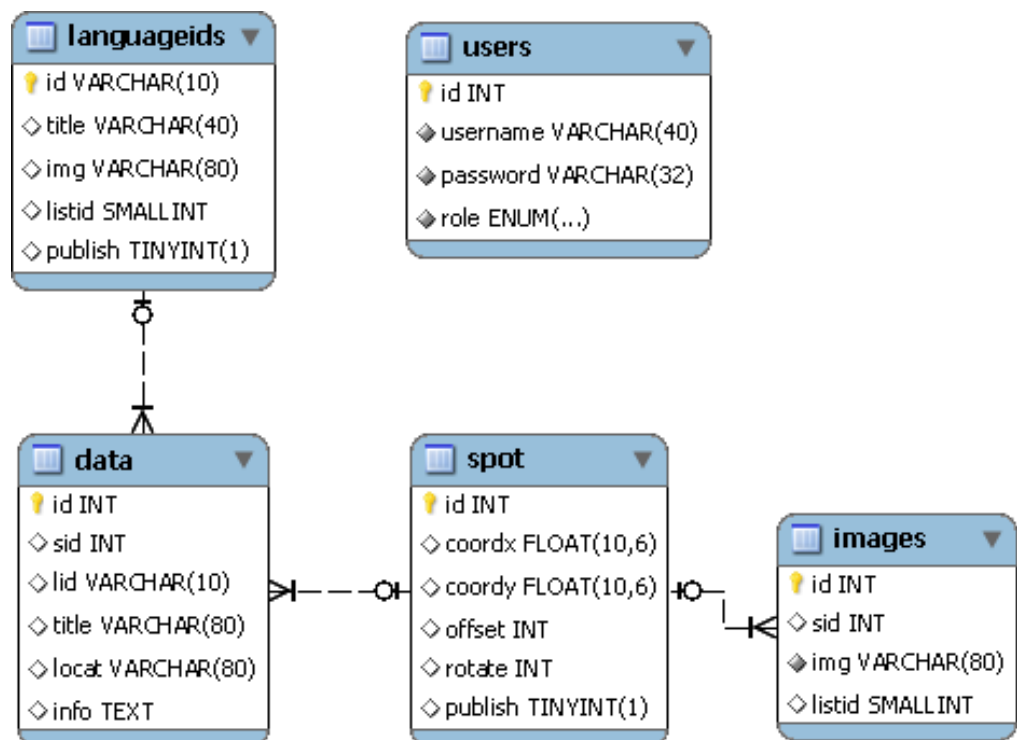 languageids
id VARCHAR(10)
title VARCHAR(40)
img VARCHAR(80)
listid SMALLINT
publish TINYINT(1)
users
id INT
username VARCHAR(40)
password VARCHAR(32)
role ENUM(...)
data
id INT
sid INT
lid VARCHAR(10)
title VARCHAR(80)
locat VARCHAR(80)
info TEXT
spot
id INT
coordx FLOAT(10,6)
coordy FLOAT(10,6)
offset INT
rotate INT
publish TINYINT(1)
images
id INT
sid INT
img VARCHAR(80)
listid SMALLINT